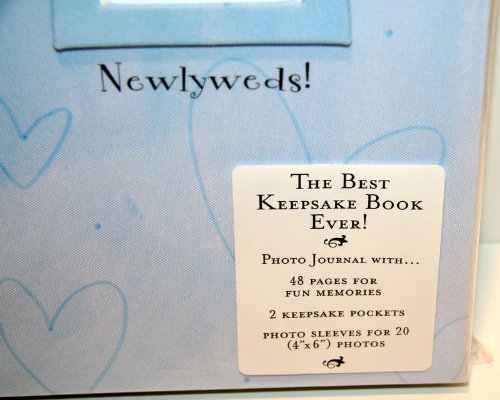 Newlyweds!
The Best
Keepsake Book
Ever!
Photo Journal with...
48 pages for
fun memories
2 keepsake pockets
photo sleeves for 20
(4"x6") photos